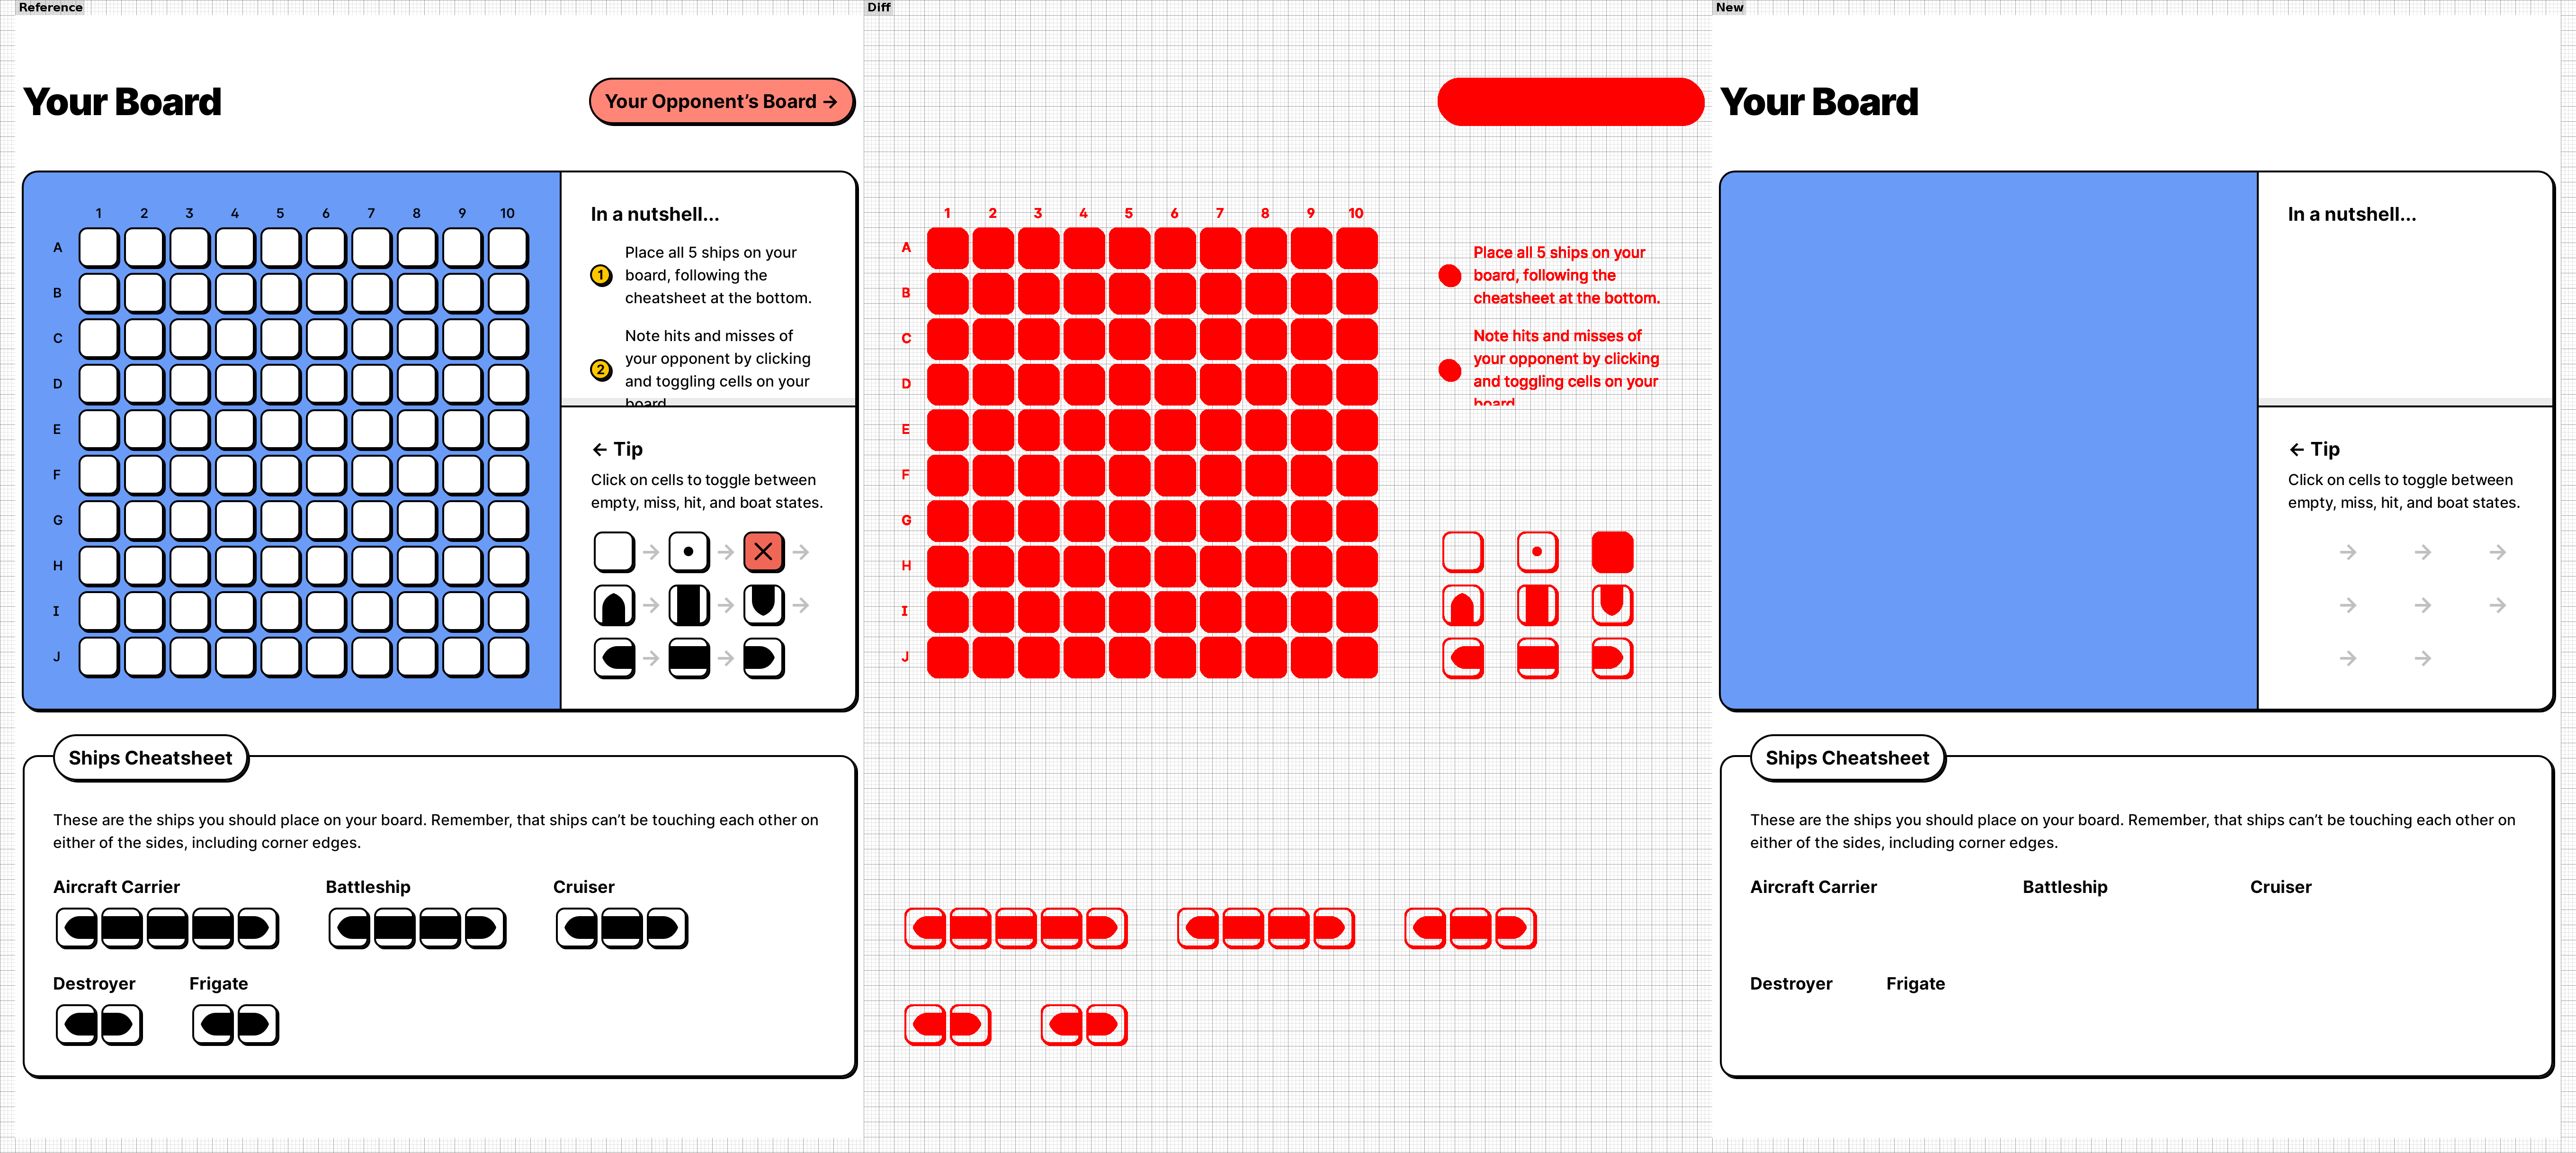 Reference
Diff
New
Your Board
Your Opponent’s Board →
1 2 3 4 5 6 7 8 9 10
A
B
C
D
E
F
G
H
I
J
In a nutshell...
1
Place all 5 ships on your
board, following the
cheatsheet at the bottom.
2
Note hits and misses of
your opponent by clicking
and toggling cells on your
board
← Tip
Click on cells to toggle between
empty, miss, hit, and boat states.
Ships Cheatsheet
These are the ships you should place on your board. Remember, that ships can’t be touching each other on
either of the sides, including corner edges.
Aircraft Carrier
Battleship
Cruiser
Destroyer
Frigate
1 2 3 4 5 6 7 8 9 10
A
B
C
D
E
F
G
H
I
J
Place all 5 ships on your
board, following the
cheatsheet at the bottom.
Note hits and misses of
your opponent by clicking
and toggling cells on your
board
Your Board
In a nutshell...
← Tip
Click on cells to toggle between
empty, miss, hit, and boat states.
Ships Cheatsheet
These are the ships you should place on your board. Remember, that ships can’t be touching each other on
either of the sides, including corner edges.
Aircraft Carrier
Battleship
Cruiser
Destroyer
Frigate